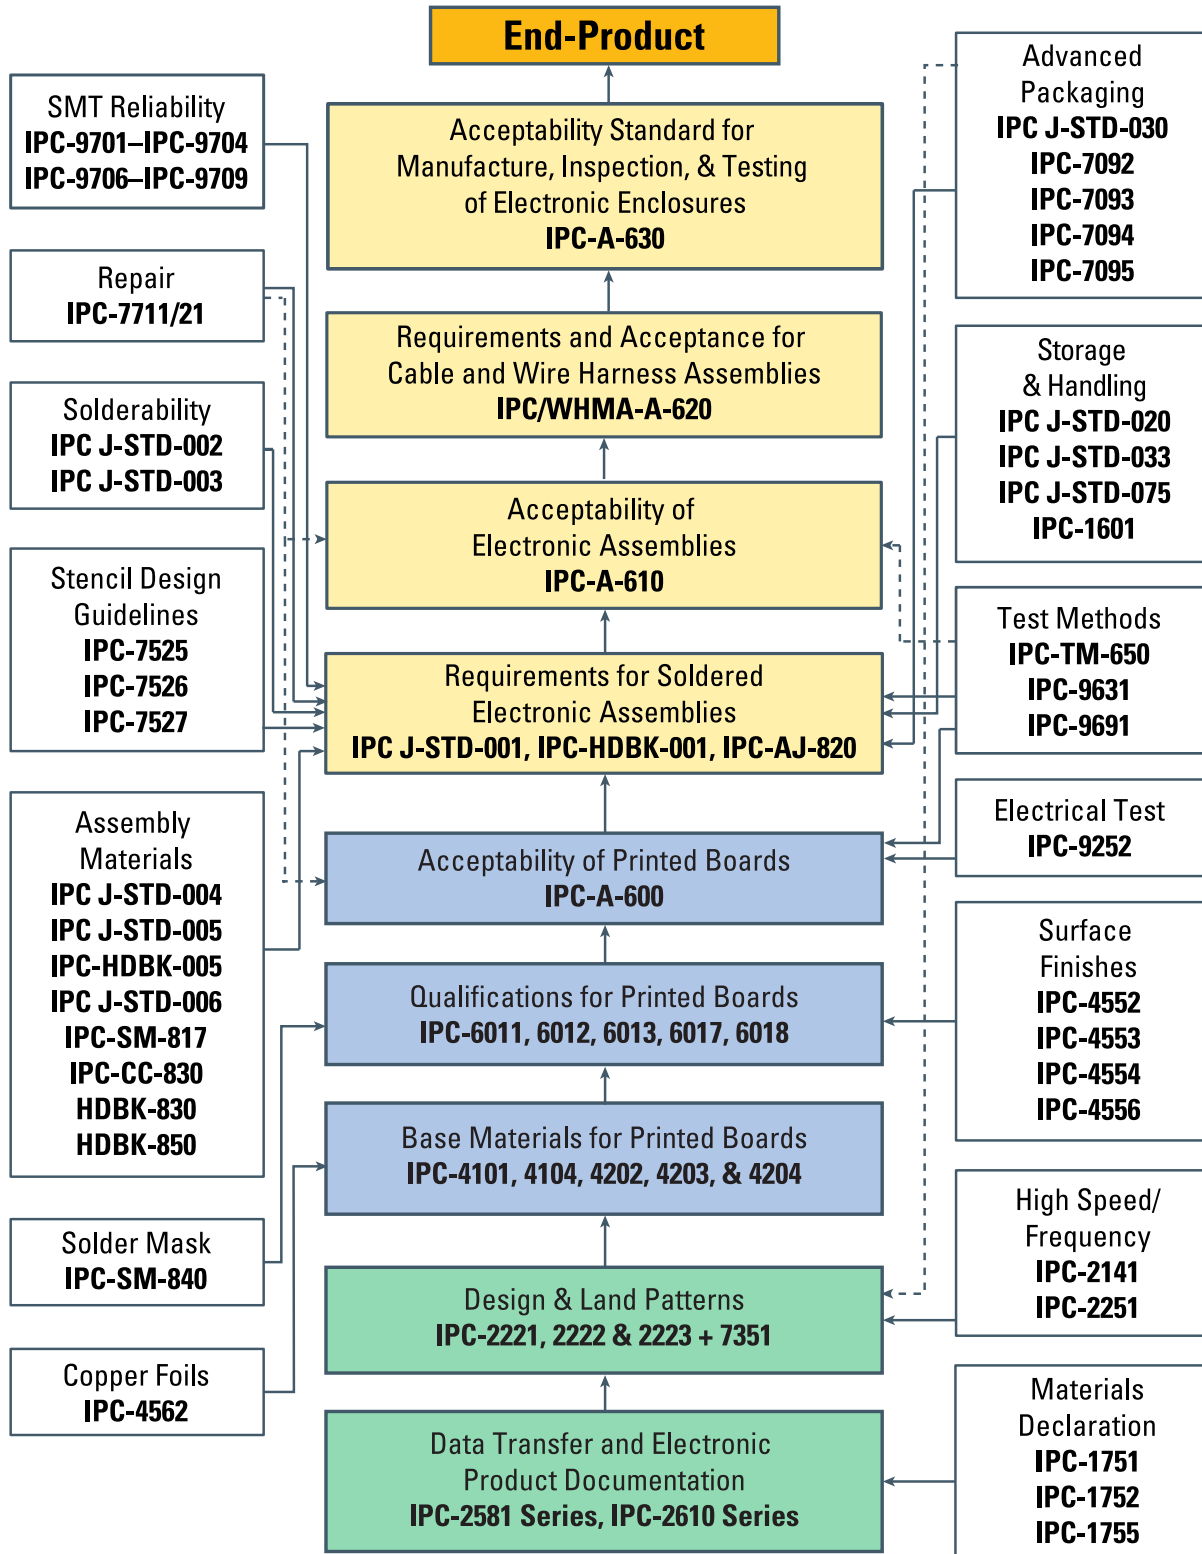 End-Product
SMT Reliability
IPC-9701–IPC-9704
IPC-9706–IPC-9709
Repair
IPC-7711/21
Solderability
IPC J-STD-002
IPC J-STD-003
Stencil Design
Guidelines
IPC-7525
IPC-7526
IPC-7527
Assembly
Materials
IPC J-STD-004
IPC J-STD-005
IPC-HDBK-005
IPC J-STD-006
IPC-SM-817
IPC-CC-830
HDBK-830
HDBK-850
Solder Mask
IPC-SM-840
Copper Foils
IPC-4562
Acceptability Standard for
Manufacture, Inspection, & Testing
of Electronic Enclosures
IPC-A-630
Requirements and Acceptance for
Cable and Wire Harness Assemblies
IPC/WHMA-A-620
Acceptability of
Electronic Assemblies
IPC-A-610
Requirements for Soldered
Electronic Assemblies
IPC J-STD-001, IPC-HDBK-001, IPC-AJ-820
Acceptability of Printed Boards
IPC-A-600
Qualifications for Printed Boards
IPC-6011, 6012, 6013, 6017, 6018
Base Materials for Printed Boards
IPC-4101, 4104, 4202, 4203, & 4204
Design & Land Patterns
IPC-2221, 2222 & 2223 + 7351
Data Transfer and Electronic
Product Documentation
IPC-2581 Series, IPC-2610 Series
Advanced
Packaging
IPC J-STD-030
IPC-7092
IPC-7093
IPC-7094
IPC-7095
Storage
& Handling
IPC J-STD-020
IPC J-STD-033
IPC J-STD-075
IPC-1601
Test Methods
IPC-TM-650
IPC-9631
IPC-9691
Electrical Test
IPC-9252
Surface
Finishes
IPC-4552
IPC-4553
IPC-4554
IPC-4556
High Speed/
Frequency
IPC-2141
IPC-2251
Materials
Declaration
IPC-1751
IPC-1752
IPC-1755